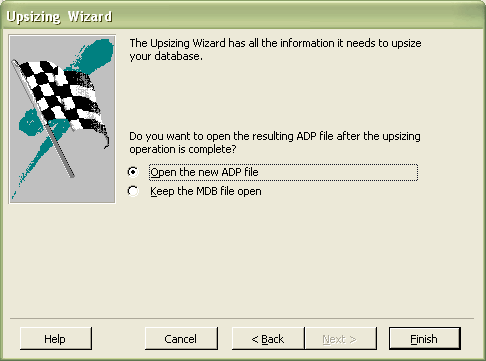 Upsizing Wizard
The Upsizing Wizard has all the information it needs to upsize
your database.
Do you want to open the resulting ADP file after the upsizing
operation is complete?
Open the new ADP file
Keep the MDB file open
Help
Cancel
< Back
Next >
Finish